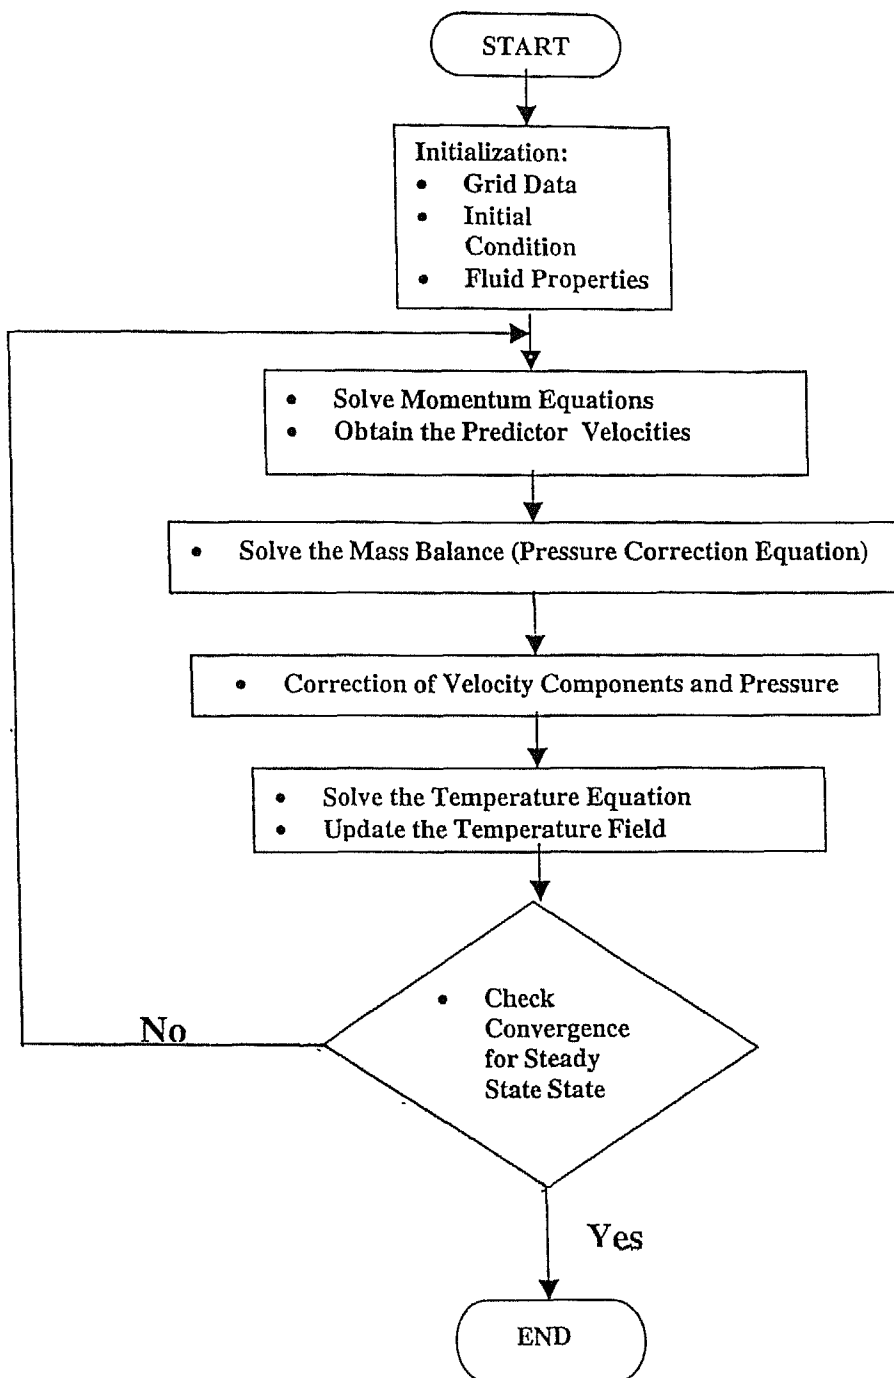 START
Initialization:
• Grid Data
• Initial
Condition
• Fluid Properties
• Solve Momentum Equations
• Obtain the Predictor Velocities
• Solve the Mass Balance (Pressure Correction Equation)
• Correction of Velocity Components and Pressure
• Solve the Temperature Equation
• Update the Temperature Field
• Check
Convergence
for Steady
State State
No
Yes
END